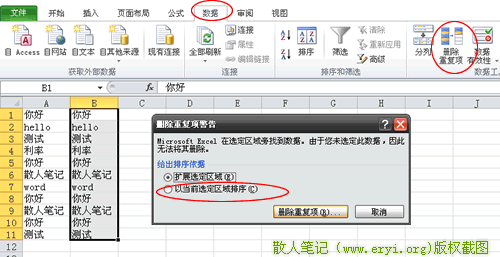 文件 开始 插入 页面布局 公式 数据 审阅 视图
自 Access 自网站 自文本 自其他来源 现有连接 全部刷新 连接 属性 编辑链接 排序 筛选 清除 重新应用 高级 分列 删除重复项 数据有效性
获取外部数据 连接 排序和筛选 数据工
B1 fx 你好
A B C D E F G H I J
1 你好 你好
2 hello hello
3 测试 测试
4 利率 利率
5 你好 你好
6 散人笔记 散人笔记
7 word word
8 你好 你好
9 散人笔记 散人笔记
10 你好 你好
11 测试 测试
12
删除重复项警告
Microsoft Excel 在选定区域旁找到数据。由于您未选定此数据，因此
无法将其删除。
给出排序依据
扩展选定区域(E)
以当前选定区域排序(C)
删除重复项(R)... 取消
散人笔记（www.eryi.org)版权截图